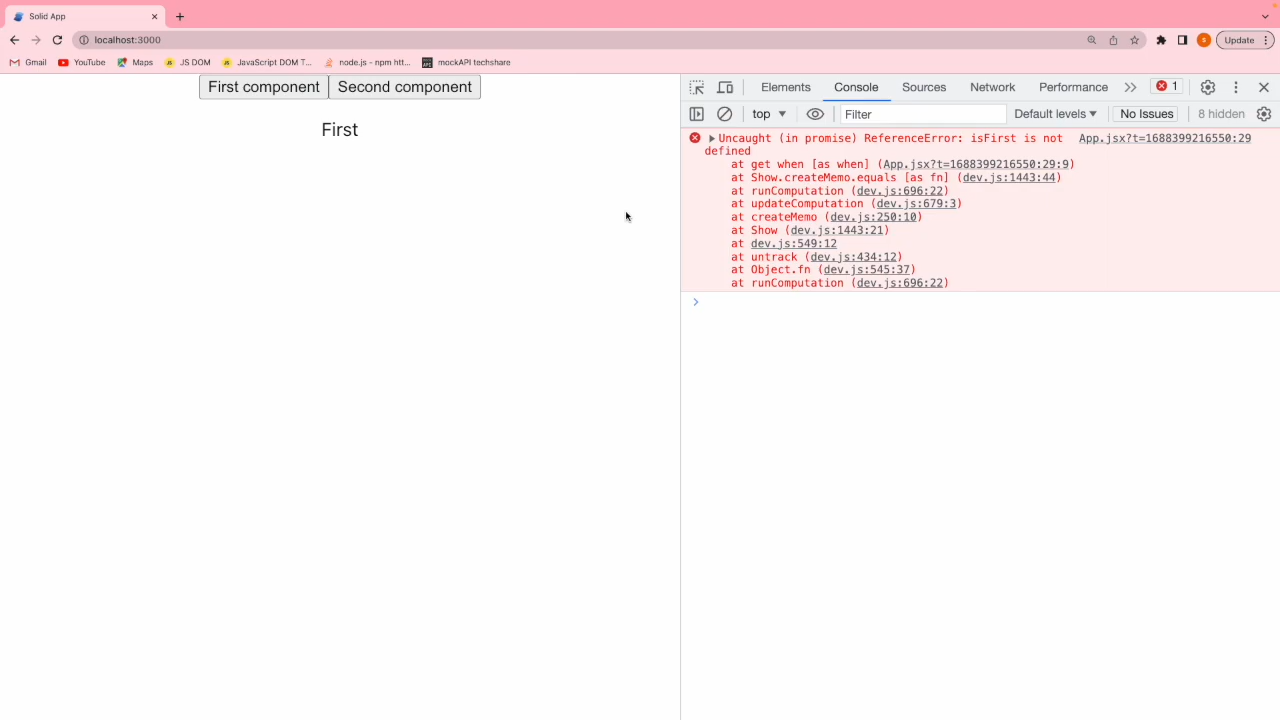 Solid App
localhost:3000
Update
Gmail
YouTube
Maps
JS DOM
JavaScript DOM T...
node.js - npm htt...
mockAPI techshare
First component
Second component
First
Elements
Console
Sources
Network
Performance
1
top
Filter
Default levels
No Issues
8 hidden
Uncaught (in promise) ReferenceError: isFirst is not App.jsx?t=1688399216550:29
defined
at get when [as when] (App.jsx?t=1688399216550:29:9)
at Show.createMemo.equals [as fn] (dev.js:1443:44)
at runComputation (dev.js:696:22)
at updateComputation (dev.js:679:3)
at createMemo (dev.js:250:10)
at Show (dev.js:1443:21)
at dev.js:549:12
at untrack (dev.js:434:12)
at Object.fn (dev.js:545:37)
at runComputation (dev.js:696:22)